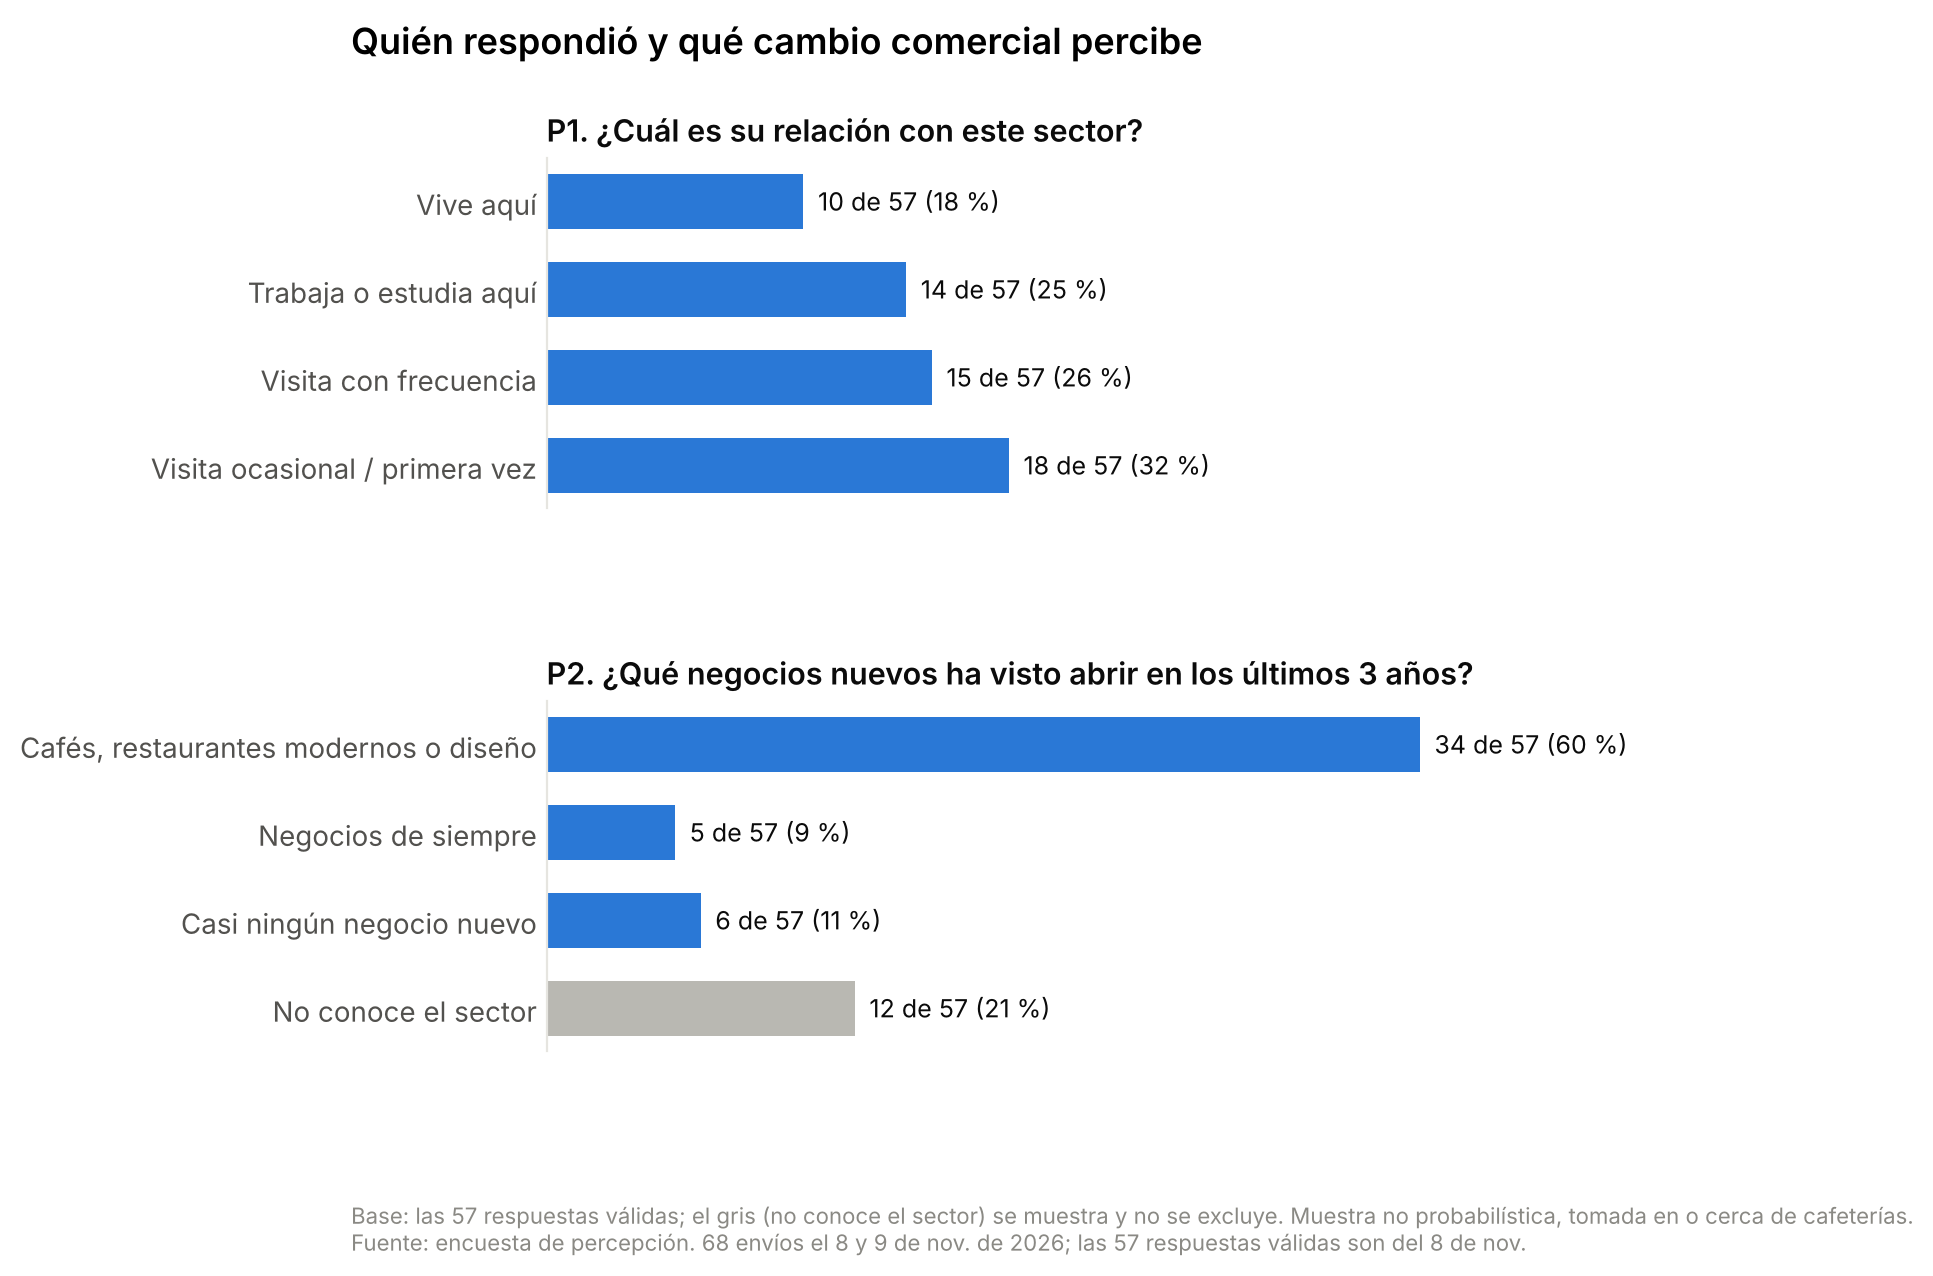 Quién respondió y qué cambio comercial percibe
P1. ¿Cuál es su relación con este sector?
Vive aquí 10 de 57 (18 %)
Trabaja o estudia aquí 14 de 57 (25 %)
Visita con frecuencia 15 de 57 (26 %)
Visita ocasional / primera vez 18 de 57 (32 %)
P2. ¿Qué negocios nuevos ha visto abrir en los últimos 3 años?
Cafés, restaurantes modernos o diseño 34 de 57 (60 %)
Negocios de siempre 5 de 57 (9 %)
Casi ningún negocio nuevo 6 de 57 (11 %)
No conoce el sector 12 de 57 (21 %)
Base: las 57 respuestas válidas; el gris (no conoce el sector) se muestra y no se excluye. Muestra no probabilística, tomada en o cerca de cafeterías.
Fuente: encuesta de percepción. 68 envíos el 8 y 9 de nov. de 2026; las 57 respuestas válidas son del 8 de nov.